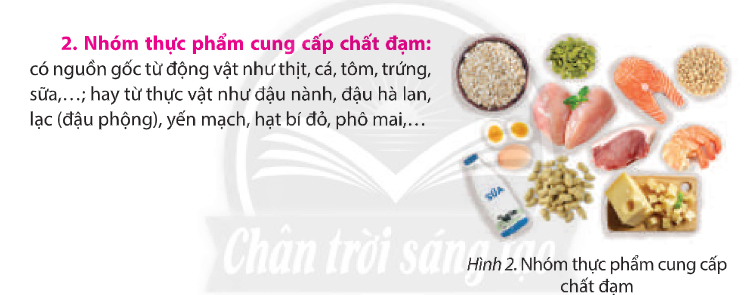 2. Nhóm thực phẩm cung cấp chất đạm:
có nguồn gốc từ động vật như thịt, cá, tôm, trứng,
sữa,…; hay từ thực vật như đậu nành, đậu hà lan,
lạc (đậu phộng), yến mạch, hạt bí đỏ, phô mai,…
SỮA
Chân trời sáng tạo
Hình 2. Nhóm thực phẩm cung cấp
chất đạm